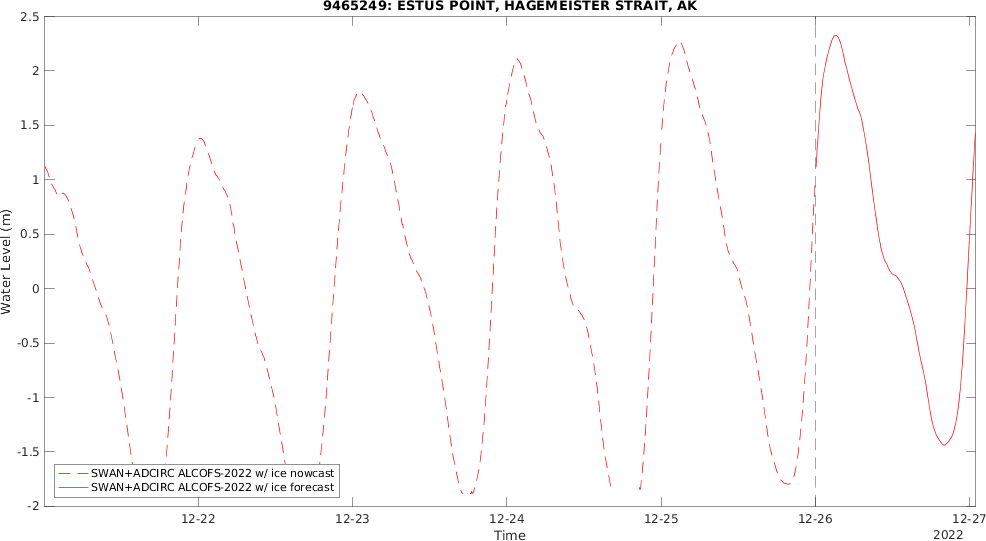 9465249: ESTUS POINT, HAGEMEISTER STRAIT, AK
2.5
2
1.5
1
0.5
0
-0.5
-1
-1.5
-2
Water Level (m)
SWAN+ADCIRC ALCOFS-2022 w/ ice nowcast
SWAN+ADCIRC ALCOFS-2022 w/ ice forecast
12-22 12-23 12-24 12-25 12-26 12-27
Time
2022